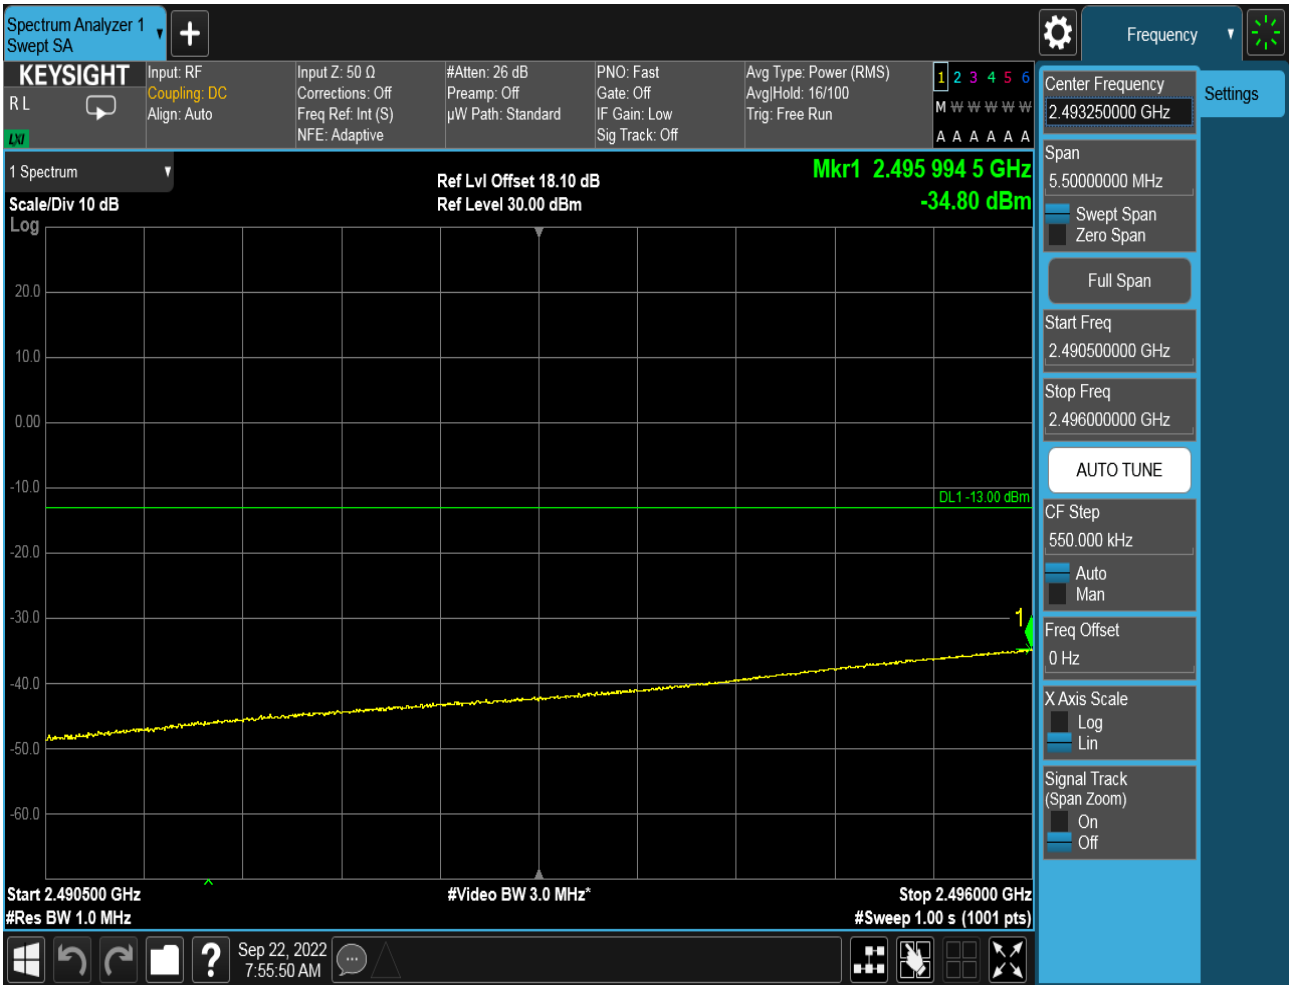 Spectrum Analyzer 1
Swept SA
Frequency
KEYSIGHT
R L
LXI
Input: RF
Coupling: DC
Align: Auto
Input Z: 50 Ω
Corrections: Off
Freq Ref: Int (S)
NFE: Adaptive
#Atten: 26 dB
Preamp: Off
µW Path: Standard
PNO: Fast
Gate: Off
IF Gain: Low
Sig Track: Off
Avg Type: Power (RMS)
Avg|Hold: 16/100
Trig: Free Run
1 2 3 4 5 6
M W W W W W
A A A A A A
1 Spectrum
Scale/Div 10 dB
Log
Ref Lvl Offset 18.10 dB
Ref Level 30.00 dBm
Mkr1 2.495 994 5 GHz
-34.80 dBm
20.0
10.0
0.00
-10.0
DL1 -13.00 dBm
-20.0
-30.0
1
-40.0
-50.0
-60.0
Start 2.490500 GHz
#Video BW 3.0 MHz*
Stop 2.496000 GHz
#Res BW 1.0 MHz
#Sweep 1.00 s (1001 pts)
Sep 22, 2022
7:55:50 AM
Center Frequency
2.493250000 GHz
Settings
Span
5.50000000 MHz
Swept Span
Zero Span
Full Span
Start Freq
2.490500000 GHz
Stop Freq
2.496000000 GHz
AUTO TUNE
CF Step
550.000 kHz
Auto
Man
Freq Offset
0 Hz
X Axis Scale
Log
Lin
Signal Track
(Span Zoom)
On
Off